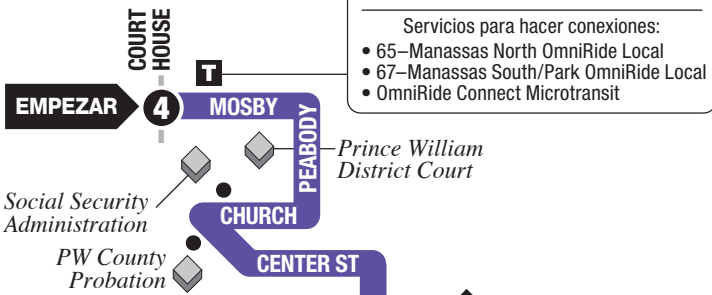 Servicios para hacer conexiones:
• 65–Manassas North OmniRide Local
• 67–Manassas South/Park OmniRide Local
• OmniRide Connect Microtransit
COURT
HOUSE
T
EMPEZAR
4
MOSBY
PEABODY
Prince William
District Court
Social Security
Administration
CHURCH
PW County
Probation
CENTER ST